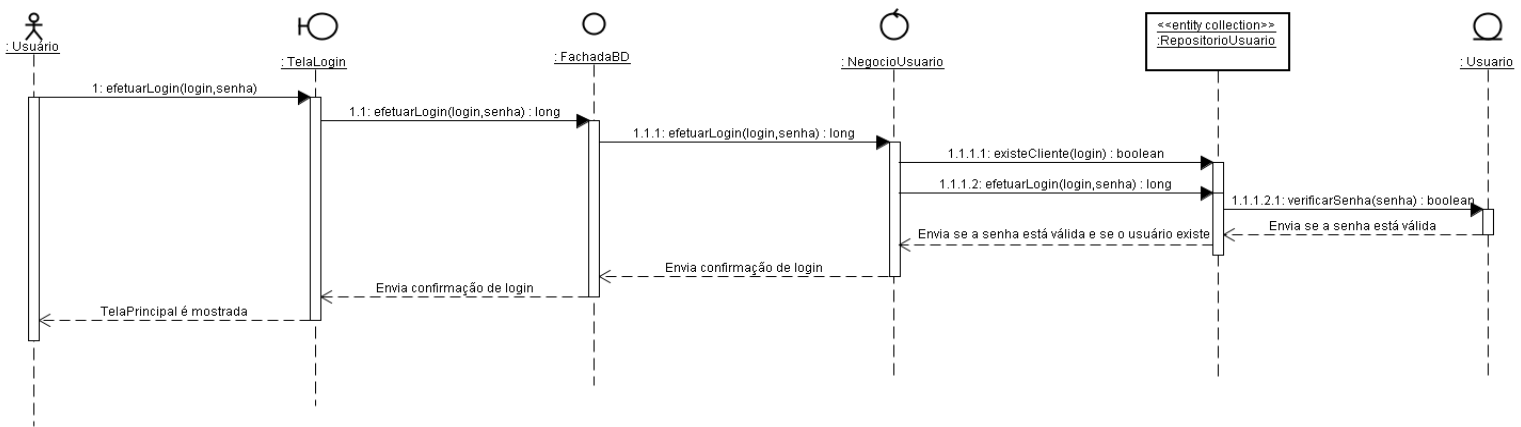 : Usuário
: TelaLogin
: FachadaBD
: NegocioUsuario
<<entity collection>>
:RepositorioUsuario
: Usuario
1: efetuarLogin(login,senha)
1.1: efetuarLogin(login,senha) : long
1.1.1: efetuarLogin(login,senha) : long
1.1.1.1: existeCliente(login) : boolean
1.1.1.2: efetuarLogin(login,senha) : long
1.1.1.2.1: verificarSenha(senha) : boolean
Envia se a senha está válida
Envia se a senha está válida e se o usuário existe
Envia confirmação de login
Envia confirmação de login
TelaPrincipal é mostrada